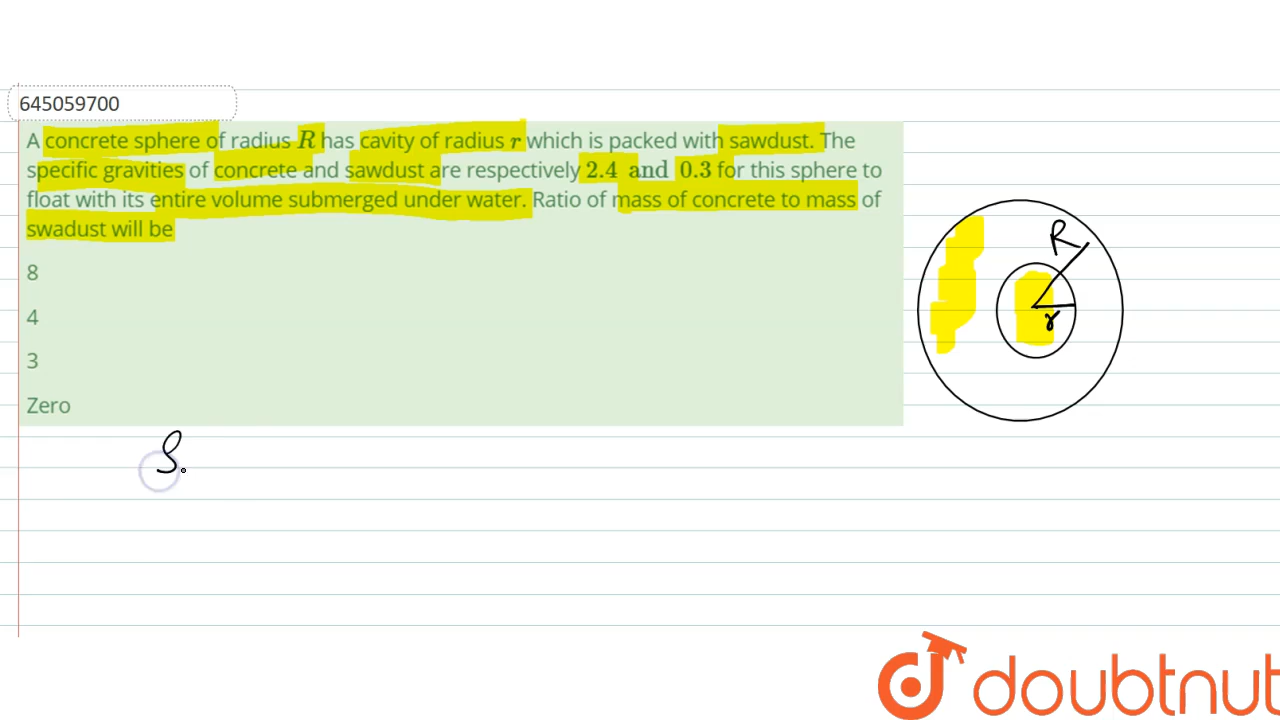 645059700
A concrete sphere of radius R has cavity of radius r which is packed with sawdust. The
specific gravities of concrete and sawdust are respectively 2.4 and 0.3 for this sphere to
float with its entire volume submerged under water. Ratio of mass of concrete to mass of
swadust will be
8
4
3
Zero
R
r
S.
doubtnut